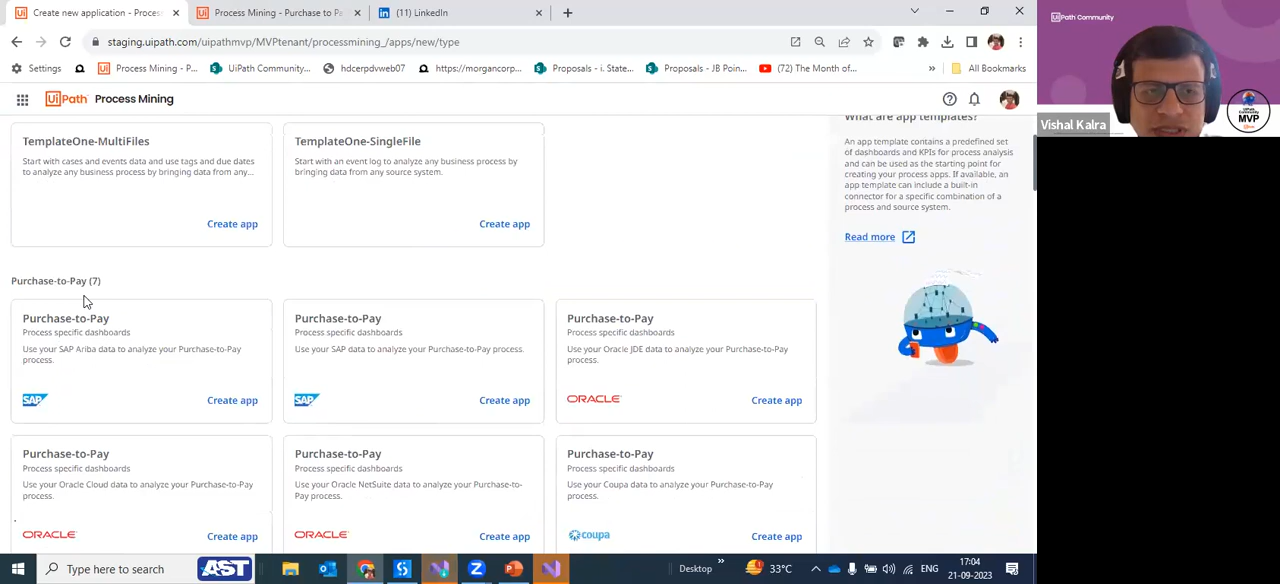 Create new application - Process
Process Mining - Purchase to Pa
(11) LinkedIn
staging.uipath.com/uipathmvp/MVPtenant/processmining_/apps/new/type
Settings
Process Mining - P...
UiPath Community...
hdcerpdvweb07
https://morgancorp...
Proposals - i. State...
Proposals - JB Poin...
(72) The Month of...
»
All Bookmarks
UiPath Process Mining
TemplateOne-MultiFiles
Start with cases and events data and use tags and due dates
to analyze any business process by bringing data from any...
Create app
TemplateOne-SingleFile
Start with an event log to analyze any business process by
bringing data from any source system.
Create app
What are app templates?
An app template contains a predefined set
of dashboards and KPIs for process analysis
and can be used as the starting point for
creating your process apps. If available, an
app template can include a built-in
connector for a specific combination of a
process and source system.
Read more
Purchase-to-Pay (7)
Purchase-to-Pay
Process specific dashboards
Use your SAP Ariba data to analyze your Purchase-to-Pay
process.
SAP
Create app
Purchase-to-Pay
Process specific dashboards
Use your SAP data to analyze your Purchase-to-Pay process.
SAP
Create app
Purchase-to-Pay
Process specific dashboards
Use your Oracle JDE data to analyze your Purchase-to-Pay
process.
ORACLE
Create app
Purchase-to-Pay
Process specific dashboards
Use your Oracle Cloud data to analyze your Purchase-to-Pay
process.
ORACLE
Create app
Purchase-to-Pay
Process specific dashboards
Use your Oracle NetSuite data to analyze your Purchase-to-
Pay process.
ORACLE
Create app
Purchase-to-Pay
Process specific dashboards
Use your Coupa data to analyze your Purchase-to-Pay
process.
coupa
Create app
Type here to search
AST
Desktop
»
33°C
ENG
17:04
21-09-2023
UiPath Community
Vishal Kalra
UiPath
Community
MVP